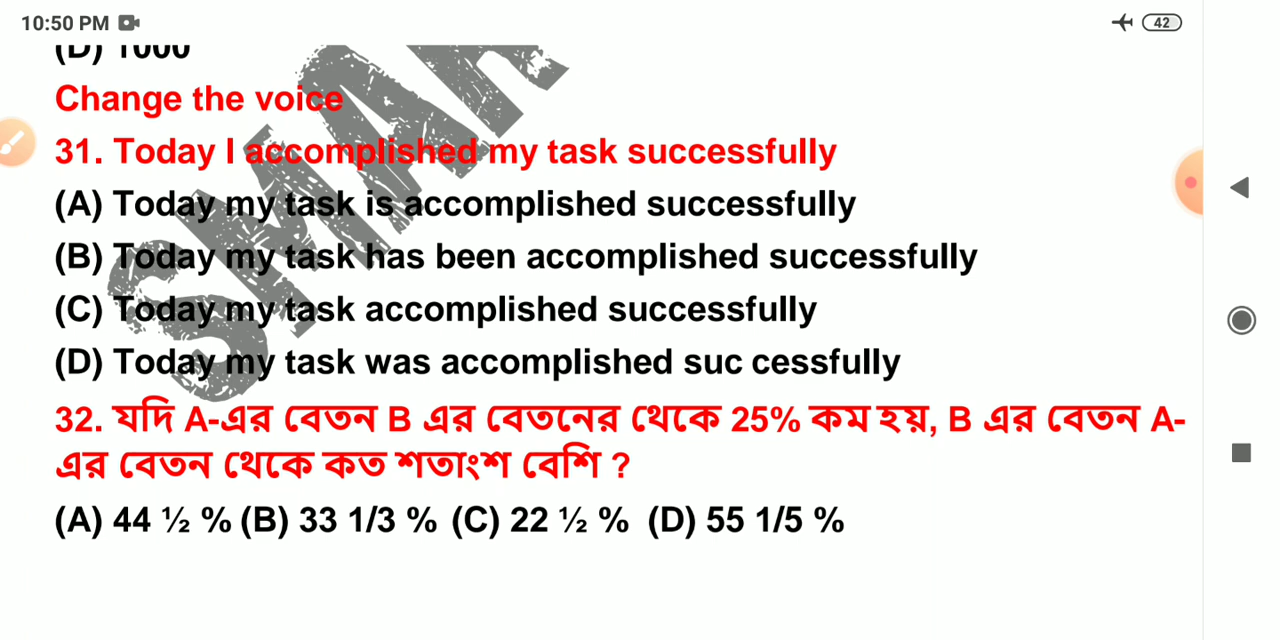 10:50 PM
42
(D) 1000
Change the voice
31. Today I accomplished my task successfully
(A) Today my task is accomplished successfully
(B) Today my task has been accomplished successfully
(C) Today my task accomplished successfully
(D) Today my task was accomplished suc cessfully
32. যদি A-এর বেতন B এর বেতনের থেকে 25% কম হয়, B এর বেতন A-
এর বেতন থেকে কত শতাংশ বেশি ?
(A) 44 ½ % (B) 33 1/3 % (C) 22 ½ % (D) 55 1/5 %
SMAR